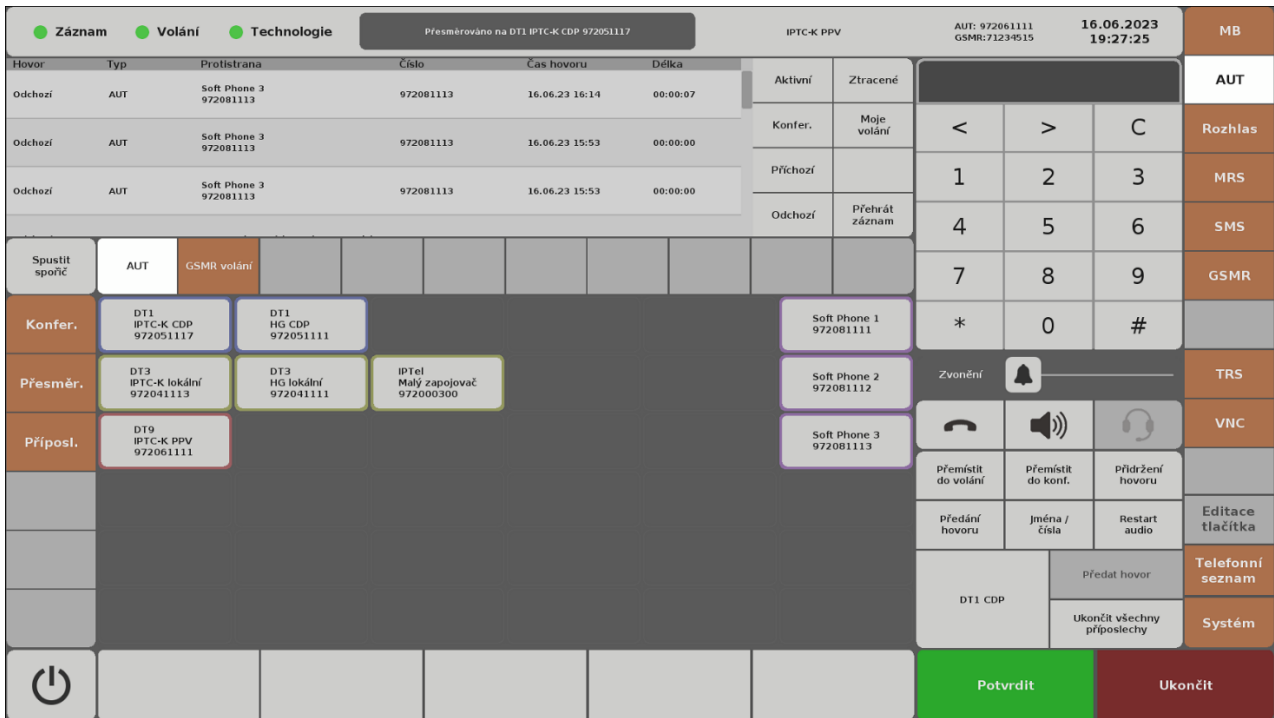 Záznam Volání Technologie
Přesměrováno na DT1 IPTC-K CDP 972051117
IPTC-K PPV
AUT: 972061111
GSMR:71234515
16.06.2023
19:27:25
MB
Hovor Typ Protistrana Číslo Čas hovoru Délka
Odchozí AUT Soft Phone 3
972081113 972081113 16.06.23 16:14 00:00:07
Odchozí AUT Soft Phone 3
972081113 972081113 16.06.23 15:53 00:00:00
Odchozí AUT Soft Phone 3
972081113 972081113 16.06.23 15:53 00:00:00
Aktivní Ztracené
Konfer. Moje
volání
Příchozí
Odchozí Přehrát
záznam
< > C
1 2 3
4 5 6
7 8 9
* 0 #
AUT
Rozhlas
MRS
SMS
GSMR
TRS
VNC
Editace
tlačítka
Telefonní
seznam
Systém
Spustit
spořič
AUT
GSMR volání
Konfer.
DT1
IPTC-K CDP
972051117
DT1
HG CDP
972051111
Soft Phone 1
972081111
Přesměr.
DT3
IPTC-K lokální
972041113
DT3
HG lokální
972041111
IPTel
Malý zapojovač
972000300
Soft Phone 2
972081112
Příposl.
DT9
IPTC-K PPV
972061111
Soft Phone 3
972081113
Zvonění
Přemístit
do volání
Přemístit
do konf.
Přidržení
hovoru
Předání
hovoru
Jména /
čísla
Restart
audio
DT1 CDP
Předat hovor
Ukončit všechny
příposlechy
Potvrdit
Ukončit